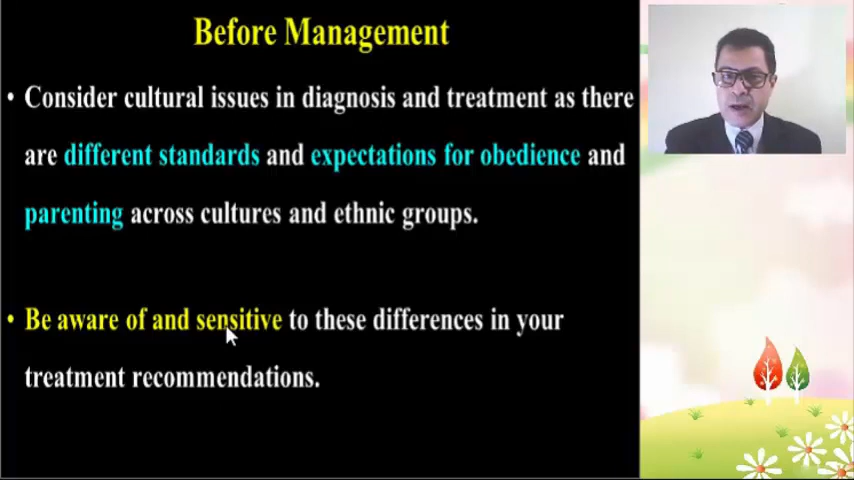 Before Management
• Consider cultural issues in diagnosis and treatment as there
are different standards and expectations for obedience and
parenting across cultures and ethnic groups.
• Be aware of and sensitive to these differences in your
treatment recommendations.